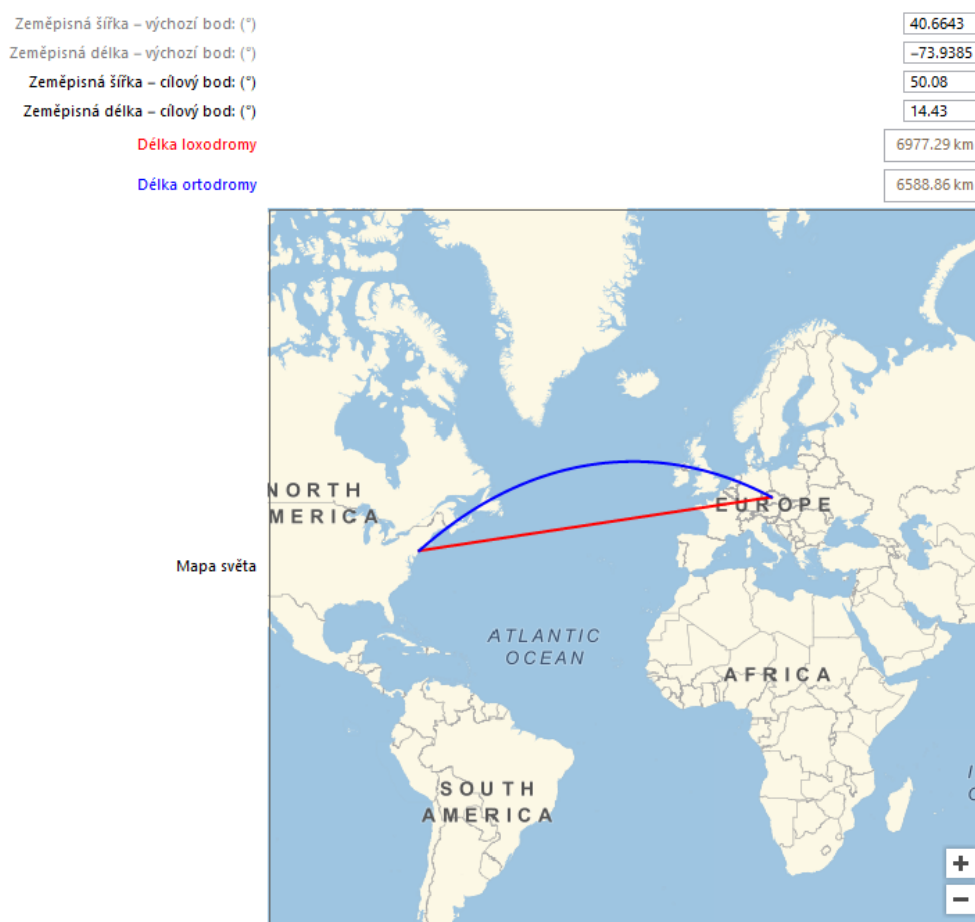 Zeměpisná šířka – výchozí bod: (°) 40.6643
Zeměpisná délka – výchozí bod: (°) −73.9385
Zeměpisná šířka – cílový bod: (°) 50.08
Zeměpisná délka – cílový bod: (°) 14.43
Délka loxodromy 6977.29 km
Délka ortodromy 6588.86 km
NORTH
MERICA
EUROPE
Mapa světa
ATLANTIC
OCEAN
AFRICA
SOUTH
AMERICA
+
−